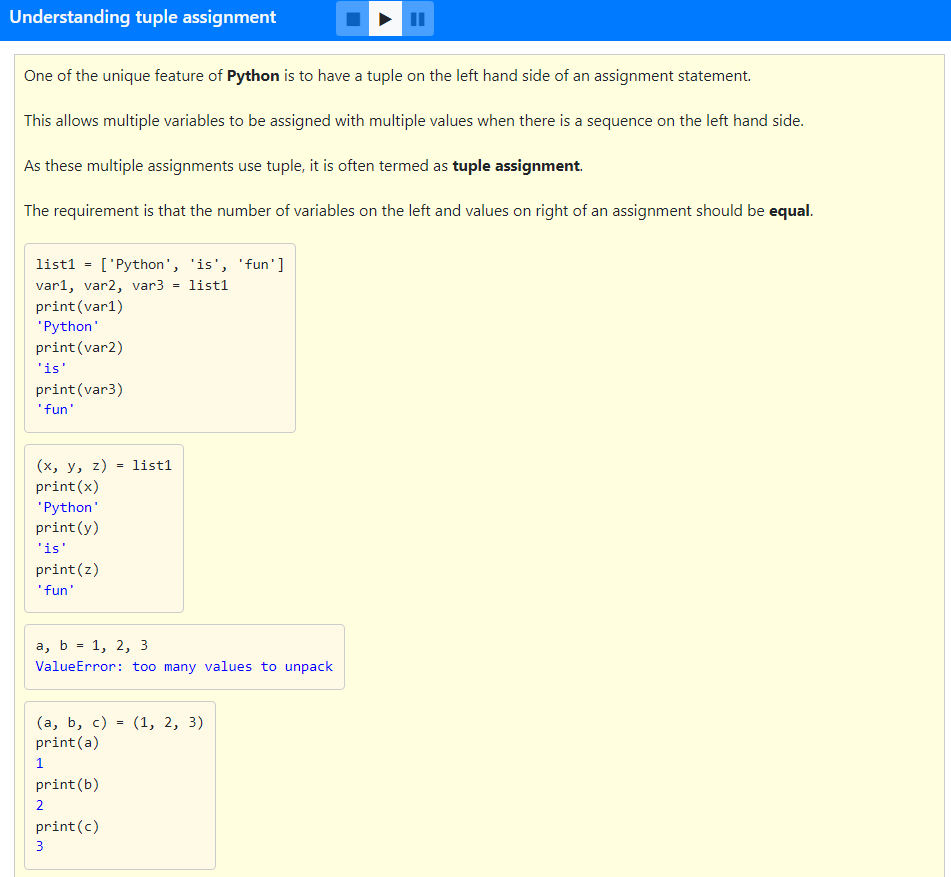 Understanding tuple assignment
One of the unique feature of Python is to have a tuple on the left hand side of an assignment statement.
This allows multiple variables to be assigned with multiple values when there is a sequence on the left hand side.
As these multiple assignments use tuple, it is often termed as tuple assignment.
The requirement is that the number of variables on the left and values on right of an assignment should be equal.
list1 = ['Python', 'is', 'fun']
var1, var2, var3 = list1
print(var1)
'Python'
print(var2)
'is'
print(var3)
'fun'
(x, y, z) = list1
print(x)
'Python'
print(y)
'is'
print(z)
'fun'
a, b = 1, 2, 3
ValueError: too many values to unpack
(a, b, c) = (1, 2, 3)
print(a)
1
print(b)
2
print(c)
3